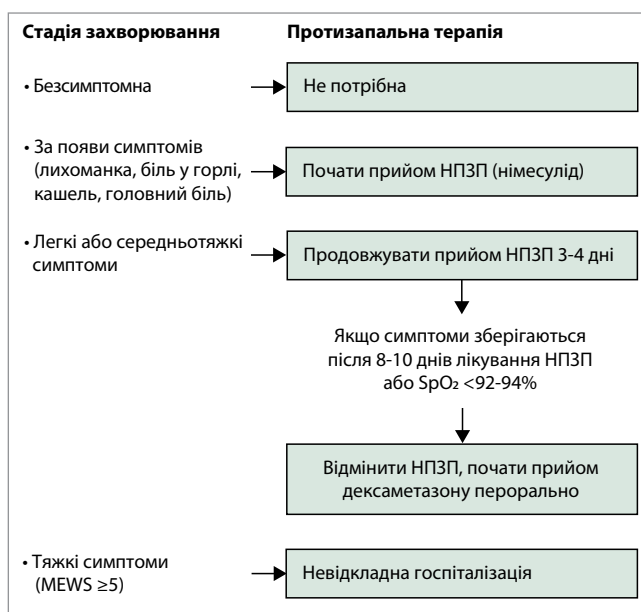 Стадія захворювання
Протизапальна терапія
• Безсимптомна
Не потрібна
• За появи симптомів
(лихоманка, біль у горлі,
кашель, головний біль)
Почати прийом НПЗП (німесулід)
• Легкі або середньотяжкі
симптоми
Продовжувати прийом НПЗП 3-4 дні
Якщо симптоми зберігаються
після 8-10 днів лікування НПЗП
або SpO₂ <92-94%
Відмінити НПЗП, почати прийом
дексаметазону перорально
• Тяжкі симптоми
(MEWS ≥5)
Невідкладна госпіталізація